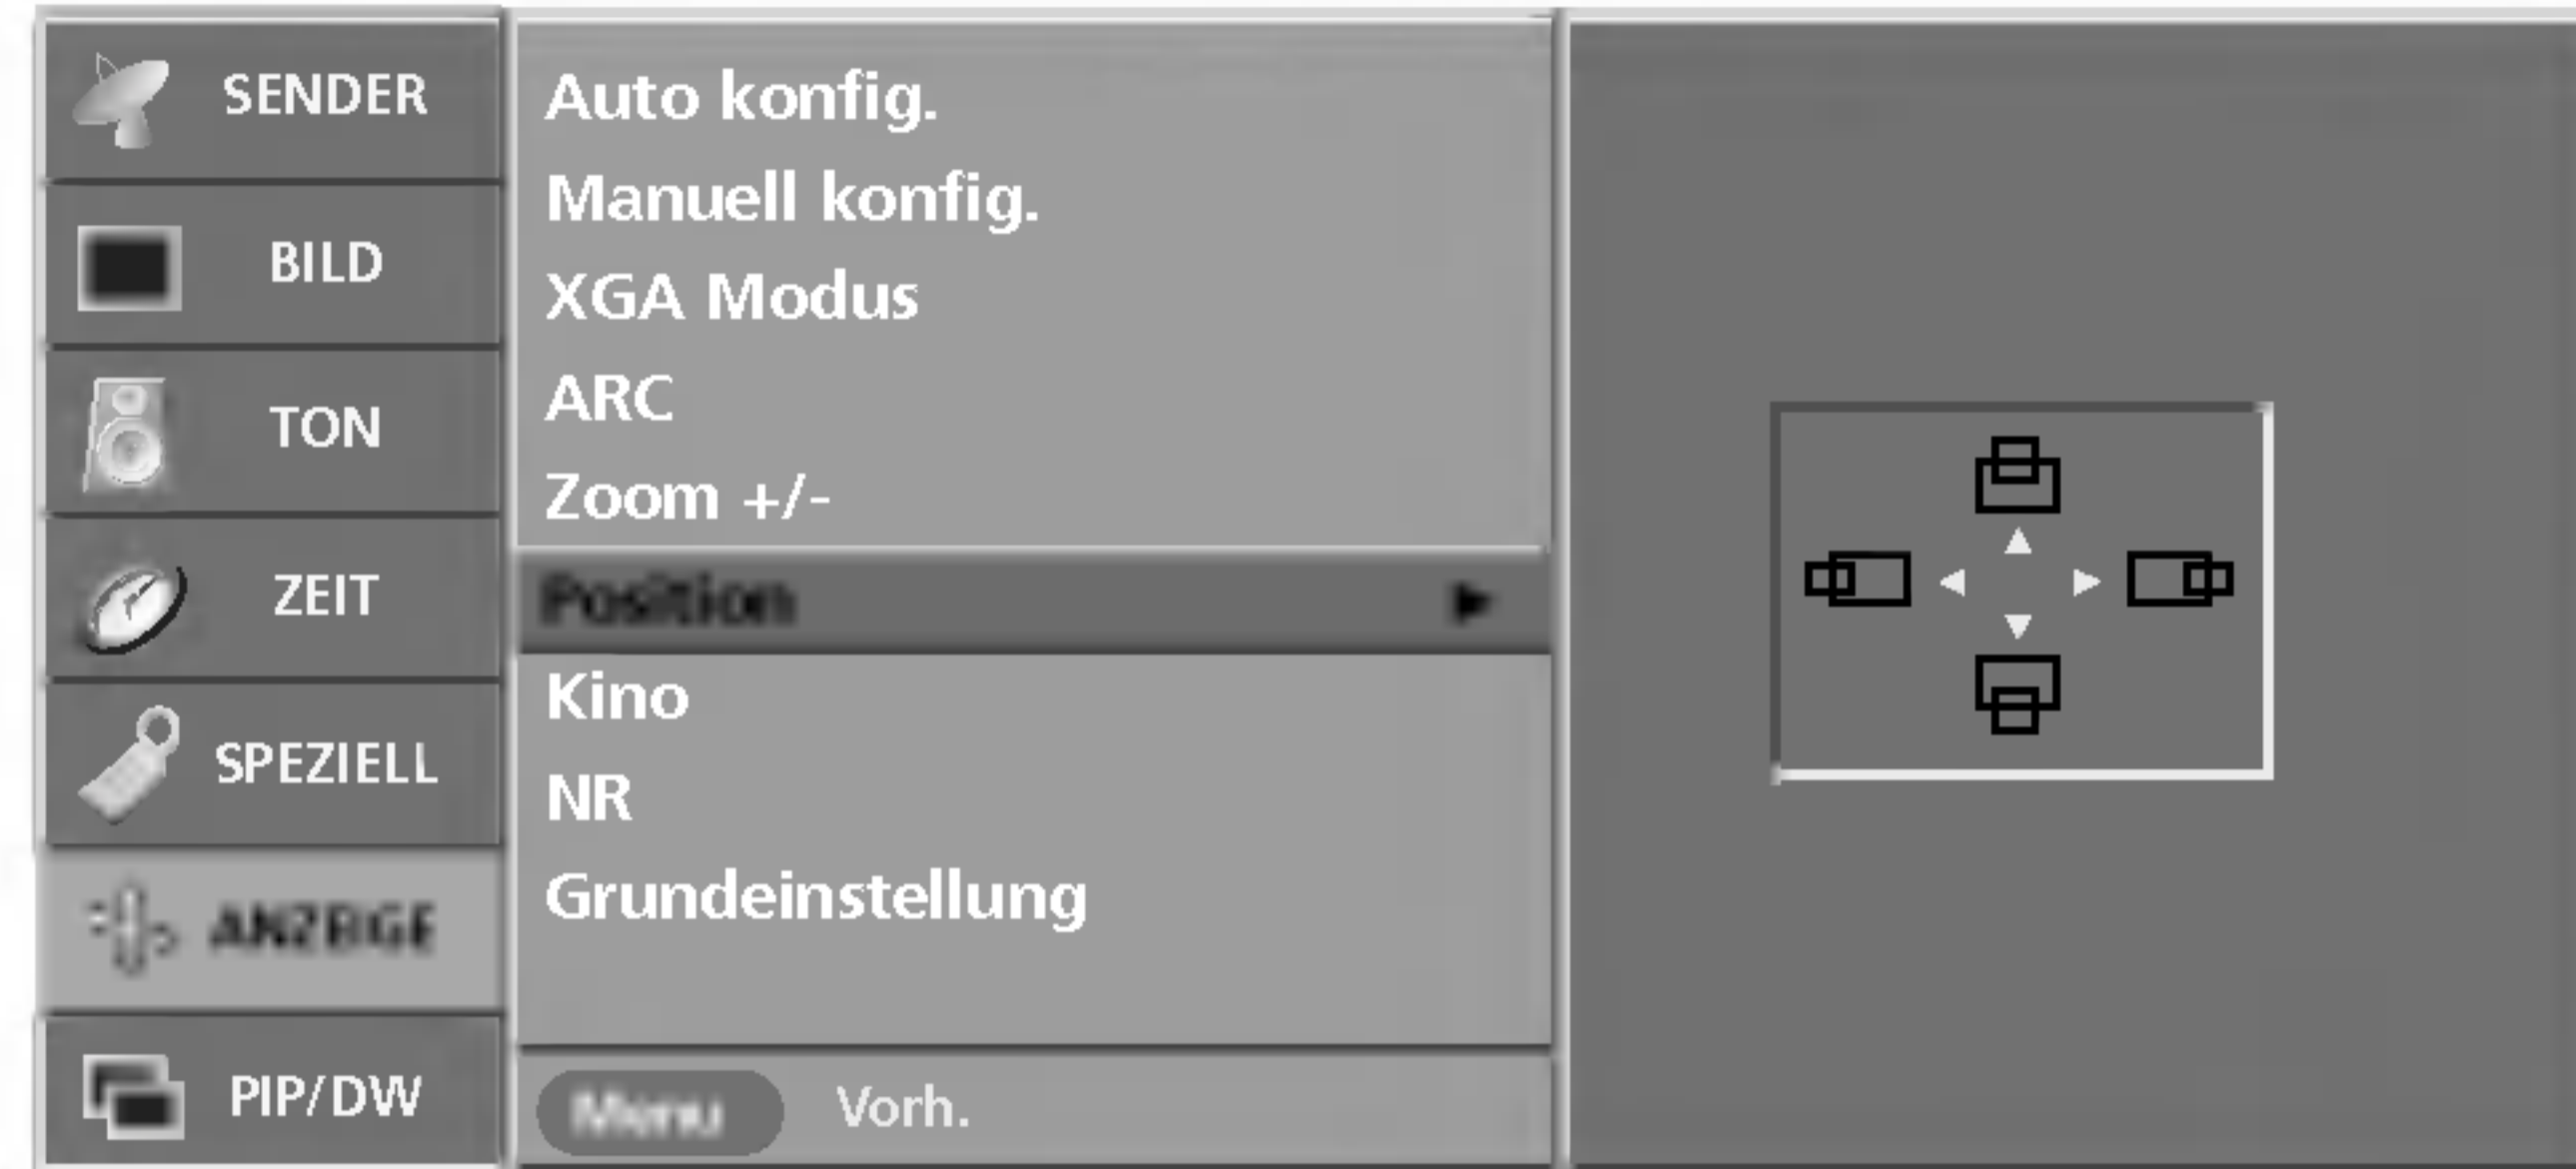 SENDER
BILD
TON
ZEIT
SPEZIELL
ANZEIGE
PIP/DW
Auto konfig.
Manuell konfig.
XGA Modus
ARC
Zoom +/-
Position
Kino
NR
Grundeinstellung
Menu Vorh.